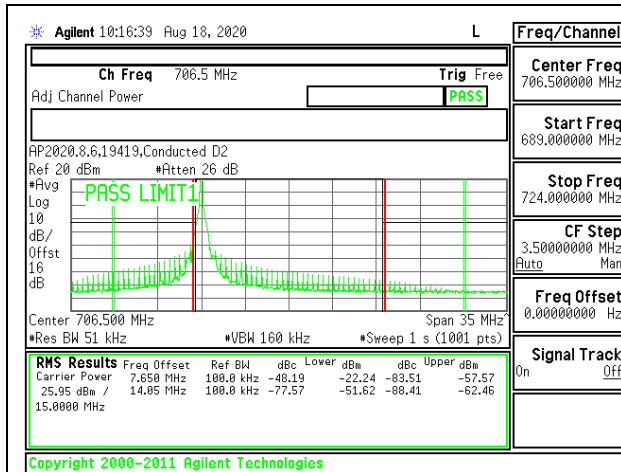 Agilent 10:16:39 Aug 18, 2020 L
Freq/Channel
Ch Freq 706.5 MHz Trig Free
Adj Channel Power PASS
Center Freq
706.500000 MHz
Start Freq
689.000000 MHz
Stop Freq
724.000000 MHz
CF Step
3.50000000 MHz
Auto Man
Freq Offset
0.00000000 Hz
Signal Track
On Off
AP2020.8.6,19419,Conducted D2
Ref 20 dBm #Atten 26 dB
#Avg
Log
10
dB/
Offst
16
dB
PASS LIMIT1
Center 706.500 MHz Span 35 MHz^
#Res BW 51 kHz #VBW 160 kHz #Sweep 1 s (1001 pts)
RMS Results Freq Offset Ref BW dBc Lower dBm dBc Upper dBm
Carrier Power 7.650 MHz 100.0 kHz -48.19 -22.24 -83.51 -57.57
25.95 dBm / 14.05 MHz 100.0 kHz -77.57 -51.62 -88.41 -62.46
15.0000 MHz
Copyright 2000-2011 Agilent Technologies